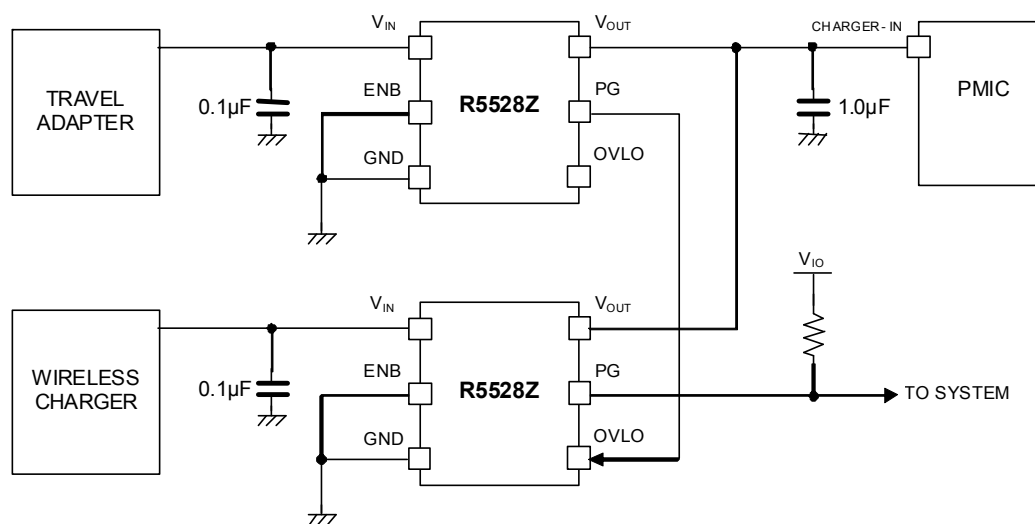 TRAVEL
ADAPTER
0.1µF
VIN
ENB
GND
R5528Z
VOUT
PG
OVLO
CHARGER-IN
1.0µF
PMIC
WIRELESS
CHARGER
0.1µF
VIN
ENB
GND
R5528Z
VOUT
PG
OVLO
VIO
TO SYSTEM